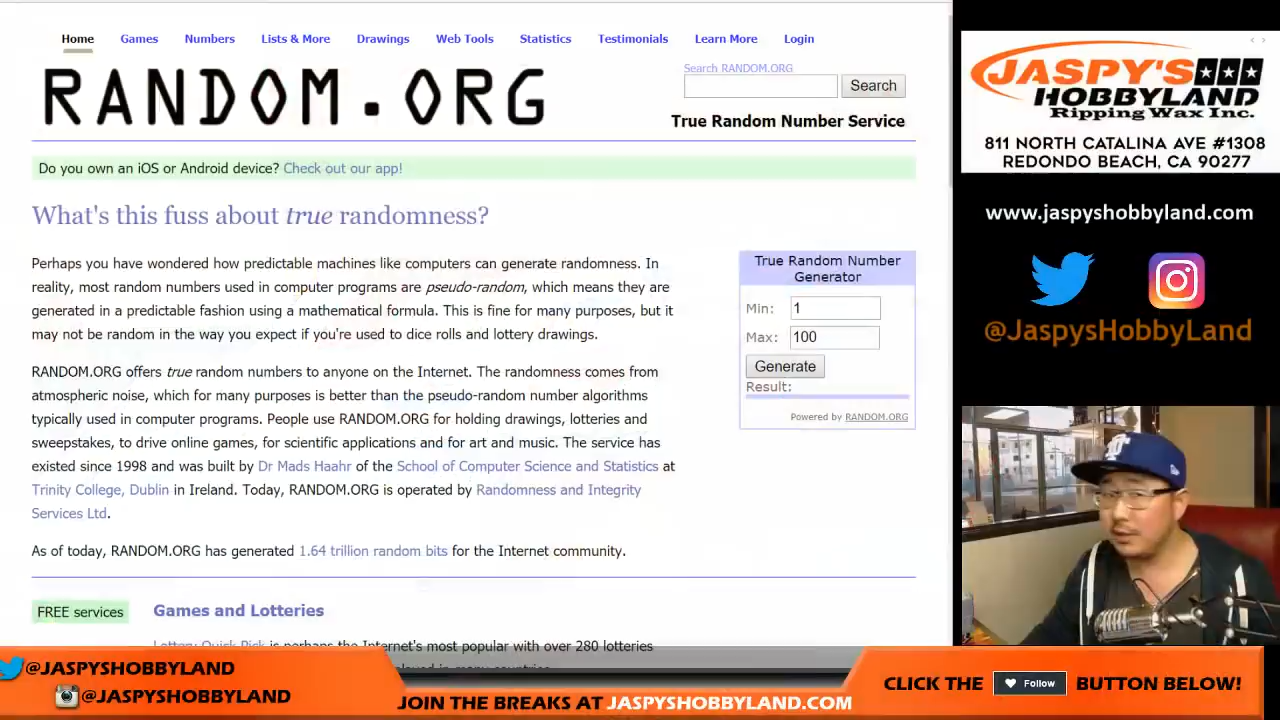 Home Games Numbers Lists & More Drawings Web Tools Statistics Testimonials Learn More Login
RANDOM.ORG
Search RANDOM.ORG
Search
True Random Number Service
Do you own an iOS or Android device? Check out our app!
What's this fuss about true randomness?
Perhaps you have wondered how predictable machines like computers can generate randomness. In
reality, most random numbers used in computer programs are pseudo-random, which means they are
generated in a predictable fashion using a mathematical formula. This is fine for many purposes, but it
may not be random in the way you expect if you're used to dice rolls and lottery drawings.
RANDOM.ORG offers true random numbers to anyone on the Internet. The randomness comes from
atmospheric noise, which for many purposes is better than the pseudo-random number algorithms
typically used in computer programs. People use RANDOM.ORG for holding drawings, lotteries and
sweepstakes, to drive online games, for scientific applications and for art and music. The service has
existed since 1998 and was built by Dr Mads Haahr of the School of Computer Science and Statistics at
Trinity College, Dublin in Ireland. Today, RANDOM.ORG is operated by Randomness and Integrity
Services Ltd.
As of today, RANDOM.ORG has generated 1.64 trillion random bits for the Internet community.
True Random Number
Generator
Min: 1
Max: 100
Generate
Result:
Powered by RANDOM.ORG
FREE services
Games and Lotteries
Lottery Quick Pick is perhaps the Internet's most popular with over 280 lotteries
JASPY'S
HOBBYLAND
Ripping Wax Inc.
811 NORTH CATALINA AVE #1308
REDONDO BEACH, CA 90277
www.jaspyshobbyland.com
@JaspysHobbyLand
@JASPYSHOBBYLAND
@JASPYSHOBBYLAND
JOIN THE BREAKS AT JASPYSHOBBYLAND.COM
CLICK THE Follow BUTTON BELOW!